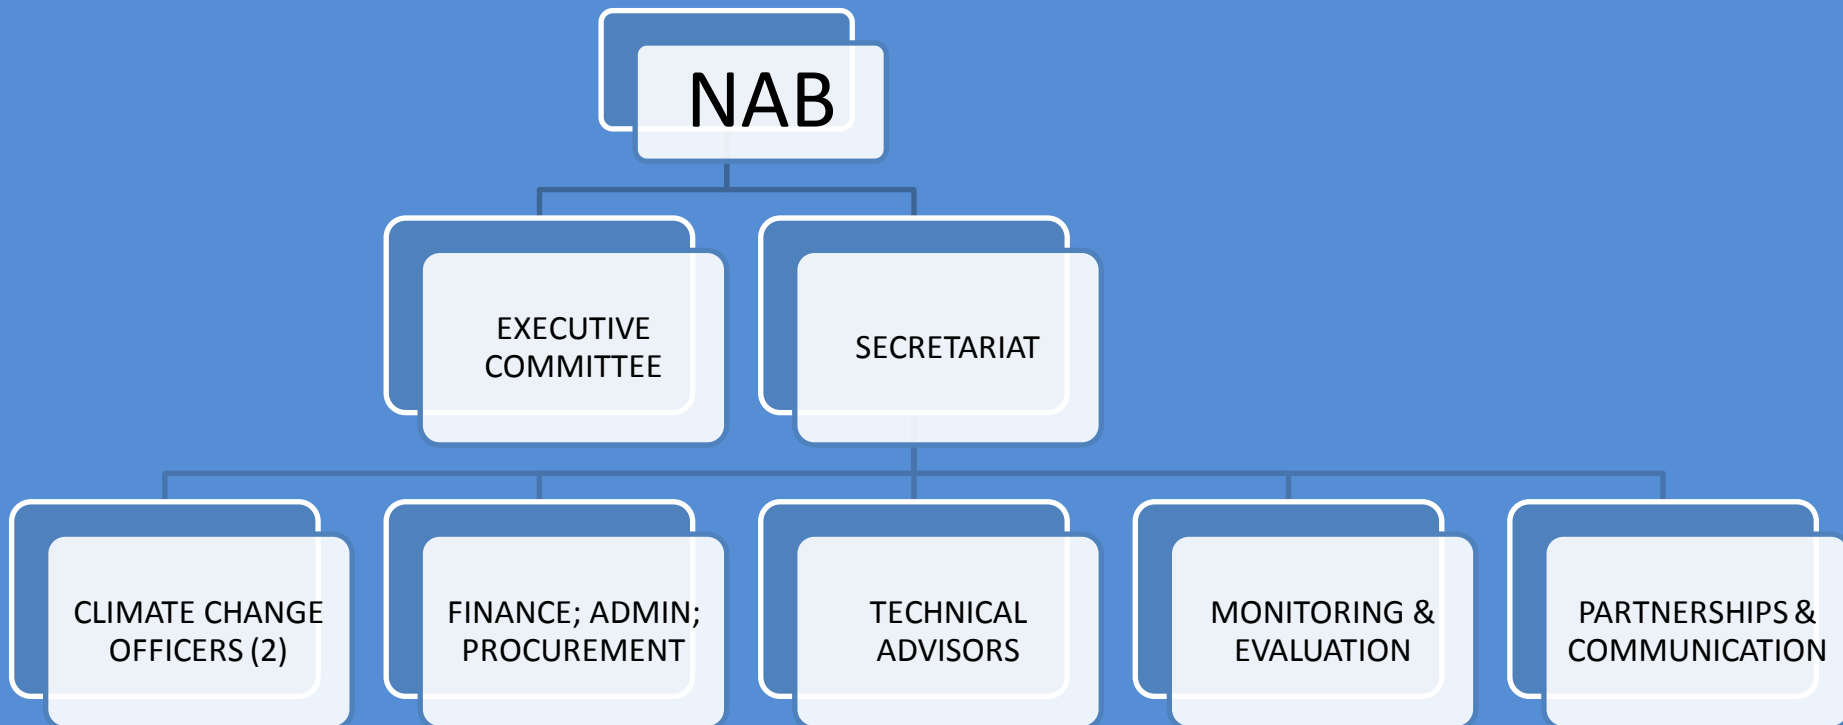 NAB
EXECUTIVE
COMMITTEE
SECRETARIAT
CLIMATE CHANGE
OFFICERS (2)
FINANCE; ADMIN;
PROCUREMENT
TECHNICAL
ADVISORS
MONITORING &
EVALUATION
PARTNERSHIPS &
COMMUNICATION